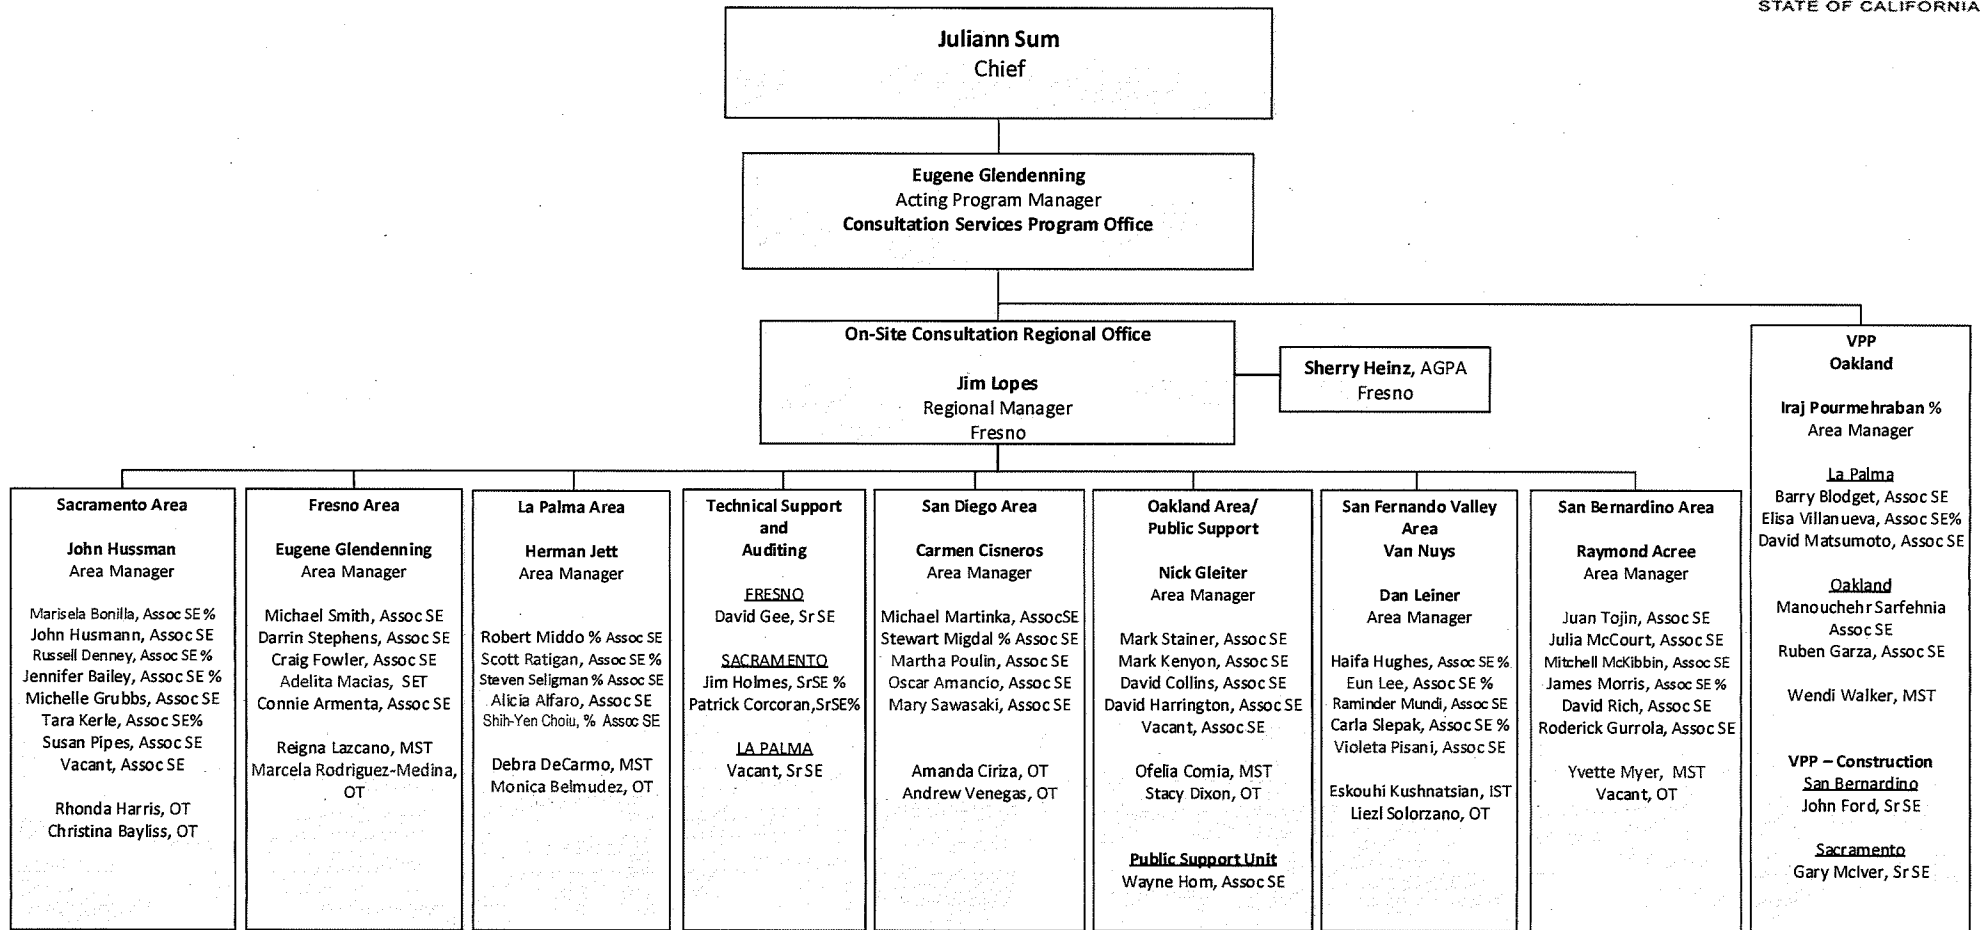 STATE OF CALIFORNIA
Juliann Sum
Chief
Eugene Glendenning
Acting Program Manager
Consultation Services Program Office
On-Site Consultation Regional Office
Jim Lopes
Regional Manager
Fresno
Sherry Heinz, AGPA
Fresno
Sacramento Area
John Hussman
Area Manager
Marisela Bonilla, Assoc SE %
John Husmann, Assoc SE
Russell Denney, Assoc SE %
Jennifer Bailey, Assoc SE %
Michelle Grubbs, Assoc SE
Tara Kerle, Assoc SE%
Susan Pipes, Assoc SE
Vacant, Assoc SE
Rhonda Harris, OT
Christina Bayliss, OT
Fresno Area
Eugene Glendenning
Area Manager
Michael Smith, Assoc SE
Darrin Stephens, Assoc SE
Craig Fowler, Assoc SE
Adelita Macias, SET
Connie Armenta, Assoc SE
Reigna Lazcano, MST
Marcela Rodriguez-Medina,
OT
La Palma Area
Herman Jett
Area Manager
Robert Middo % Assoc SE
Scott Ratigan, Assoc SE %
Steven Seligman % Assoc SE
Alicia Alfaro, Assoc SE
Shih-Yen Choiu, % Assoc SE
Debra DeCarmo, MST
Monica Belmudez, OT
Technical Support
and
Auditing
FRESNO
David Gee, Sr SE
SACRAMENTO
Jim Holmes, SrSE %
Patrick Corcoran,SrSE%
LA PALMA
Vacant, Sr SE
San Diego Area
Carmen Cisneros
Area Manager
Michael Martinka, AssocSE
Stewart Migdal % Assoc SE
Martha Poulin, Assoc SE
Oscar Amancio, Assoc SE
Mary Sawasaki, Assoc SE
Amanda Ciriza, OT
Andrew Venegas, OT
Oakland Area/
Public Support
Nick Gleiter
Area Manager
Mark Stainer, Assoc SE
Mark Kenyon, Assoc SE
David Collins, Assoc SE
David Harrington, Assoc SE
Vacant, Assoc SE
Ofelia Comia, MST
Stacy Dixon, OT
Public Support Unit
Wayne Hom, Assoc SE
San Fernando Valley
Area
Van Nuys
Dan Leiner
Area Manager
Haifa Hughes, Assoc SE %
Eun Lee, Assoc SE %
Raminder Mundi, Assoc SE
Carla Slepak, Assoc SE %
Violeta Pisani, Assoc SE
Eskouhi Kushnatsian, IST
Liezl Solorzano, OT
San Bernardino Area
Raymond Acree
Area Manager
Juan Tojin, Assoc SE
Julia McCourt, Assoc SE
Mitchell McKibbin, Assoc SE
James Morris, Assoc SE %
David Rich, Assoc SE
Roderick Gurrola, Assoc SE
Yvette Myer, MST
Vacant, OT
VPP
Oakland
Iraj Pourmehraban %
Area Manager
La Palma
Barry Blodget, Assoc SE
Elisa Villanueva, Assoc SE%
David Matsumoto, Assoc SE
Oakland
Manouchehr Sarfehnia
Assoc SE
Ruben Garza, Assoc SE
Wendi Walker, MST
VPP – Construction
San Bernardino
John Ford, Sr SE
Sacramento
Gary McIver, Sr SE